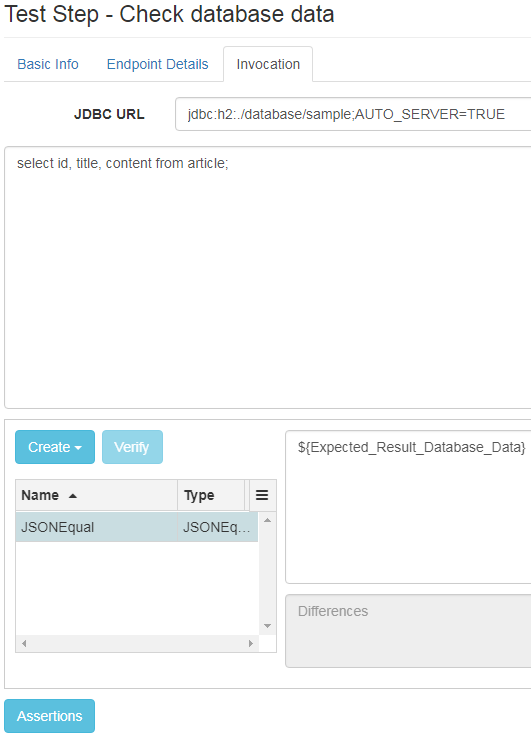 Test Step - Check database data
Basic Info Endpoint Details Invocation
JDBC URL jdbc:h2:./database/sample;AUTO_SERVER=TRUE
select id, title, content from article;
Create Verify
${Expected_Result_Database_Data}
Name Type
JSONEqual JSONEq...
Differences
Assertions